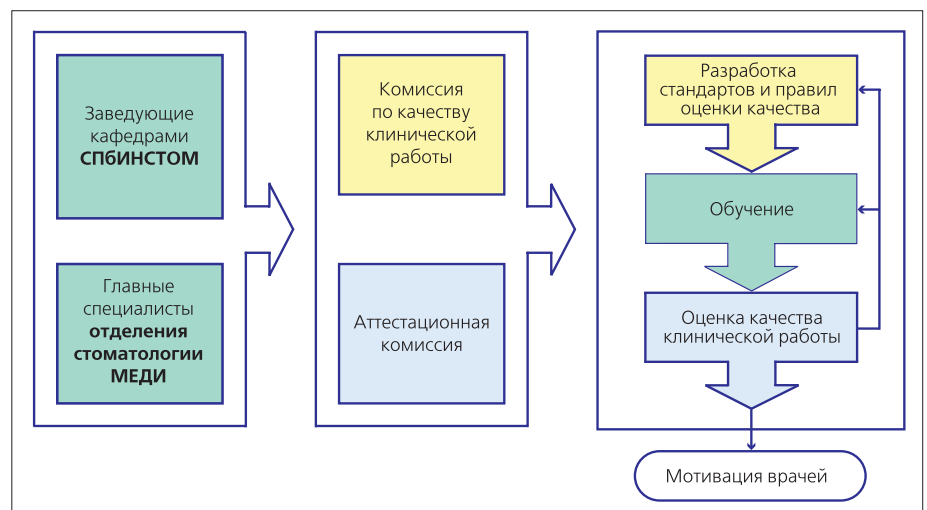 Заведующие
кафедрами
СПбИНСТОМ
Главные
специалисты
отделения
стоматологии
МЕДИ
Комиссия
по качеству
клинической
работы
Аттестационная
комиссия
Разработка
стандартов и правил
оценки качества
Обучение
Оценка качества
клинической работы
Мотивация врачей